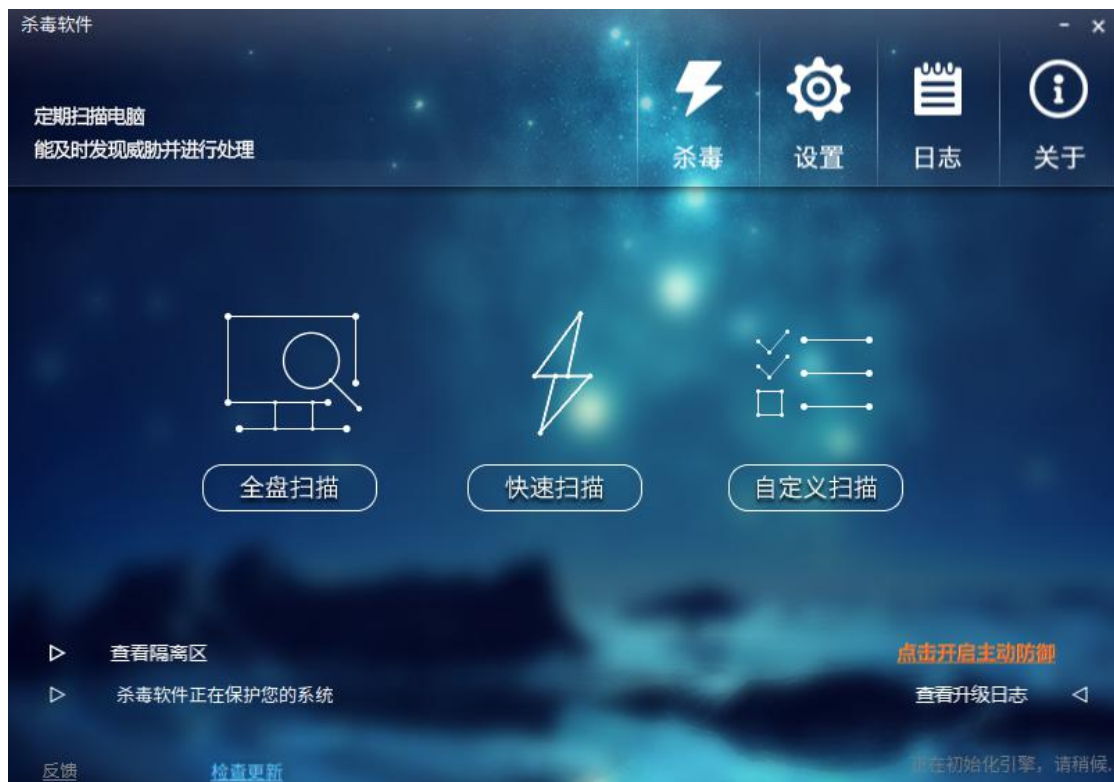 杀毒软件
定期扫描电脑
能及时发现威胁并进行处理
杀毒
设置
日志
关于
全盘扫描
快速扫描
自定义扫描
查看隔离区
点击开启主动防御
杀毒软件正在保护您的系统
查看升级日志
反馈
检查更新
正在初始化引擎，请稍候.